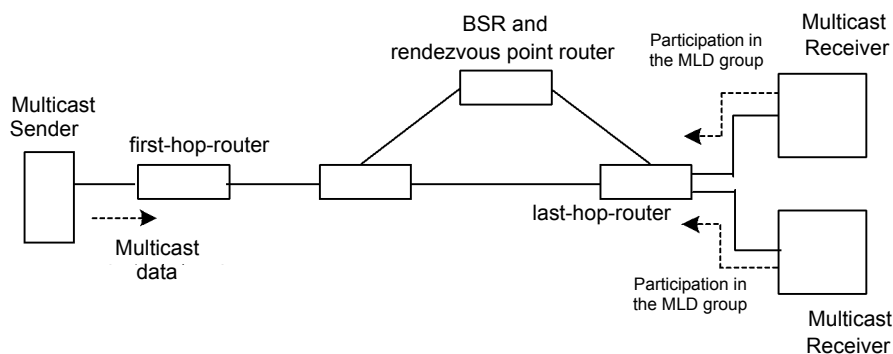 BSR and
rendezvous point router
Participation in
the MLD group
Multicast
Receiver
Multicast
Sender
first-hop-router
last-hop-router
Multicast
data
Participation in
the MLD group
Multicast
Receiver